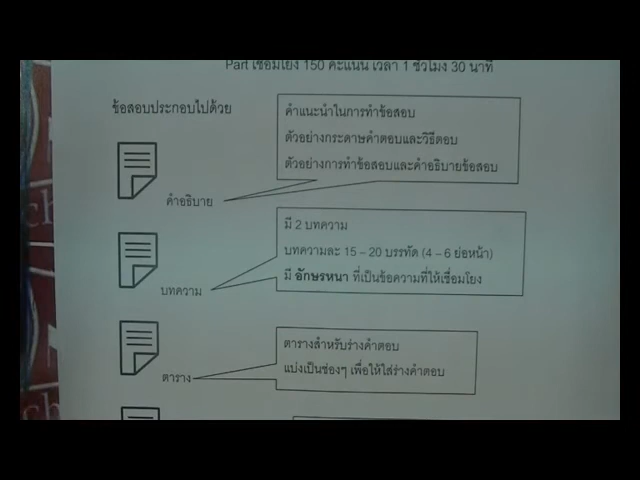 Part เชื่อมโยง 150 คะแนน เวลา 1 ชั่วโมง 30 นาที
ข้อสอบประกอบไปด้วย
คำแนะนำในการทำข้อสอบ
ตัวอย่างกระดาษคำตอบและวิธีตอบ
ตัวอย่างการทำข้อสอบและคำอธิบายข้อสอบ
คำอธิบาย
มี 2 บทความ
บทความละ 15 – 20 บรรทัด (4 – 6 ย่อหน้า)
มี อักษรหนา ที่เป็นข้อความที่ให้เชื่อมโยง
บทความ
ตารางสำหรับร่างคำตอบ
แบ่งเป็นช่องๆ เพื่อให้ใส่ร่างคำตอบ
ตาราง